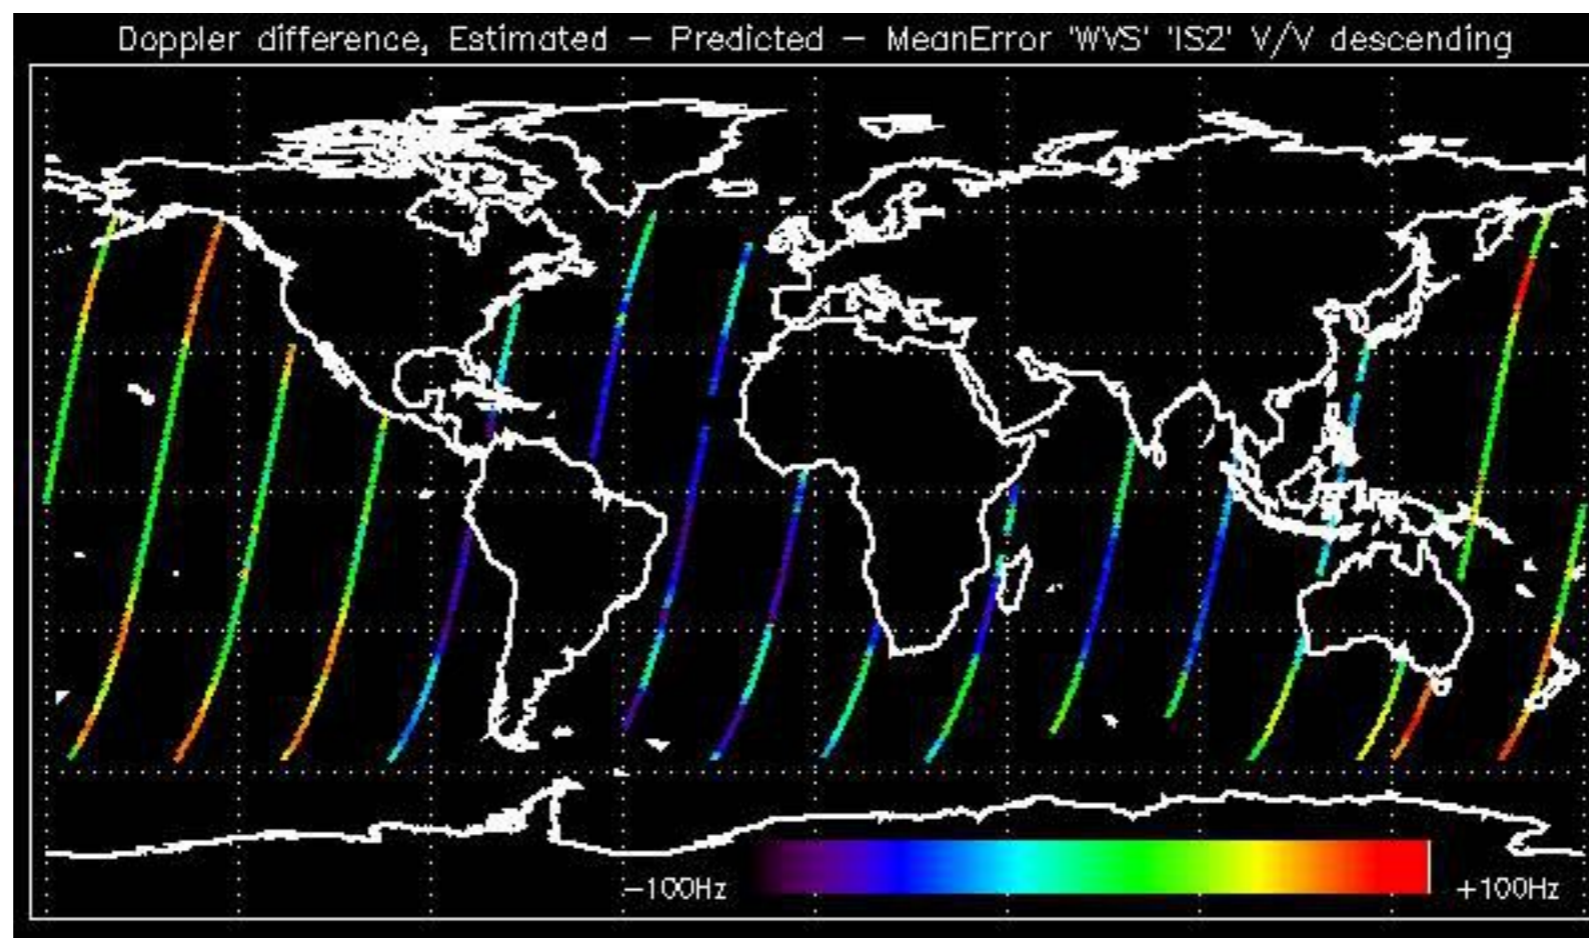 Doppler difference, Estimated – Predicted – MeanError 'WVS' 'IS2' V/V descending
–100Hz
+100Hz